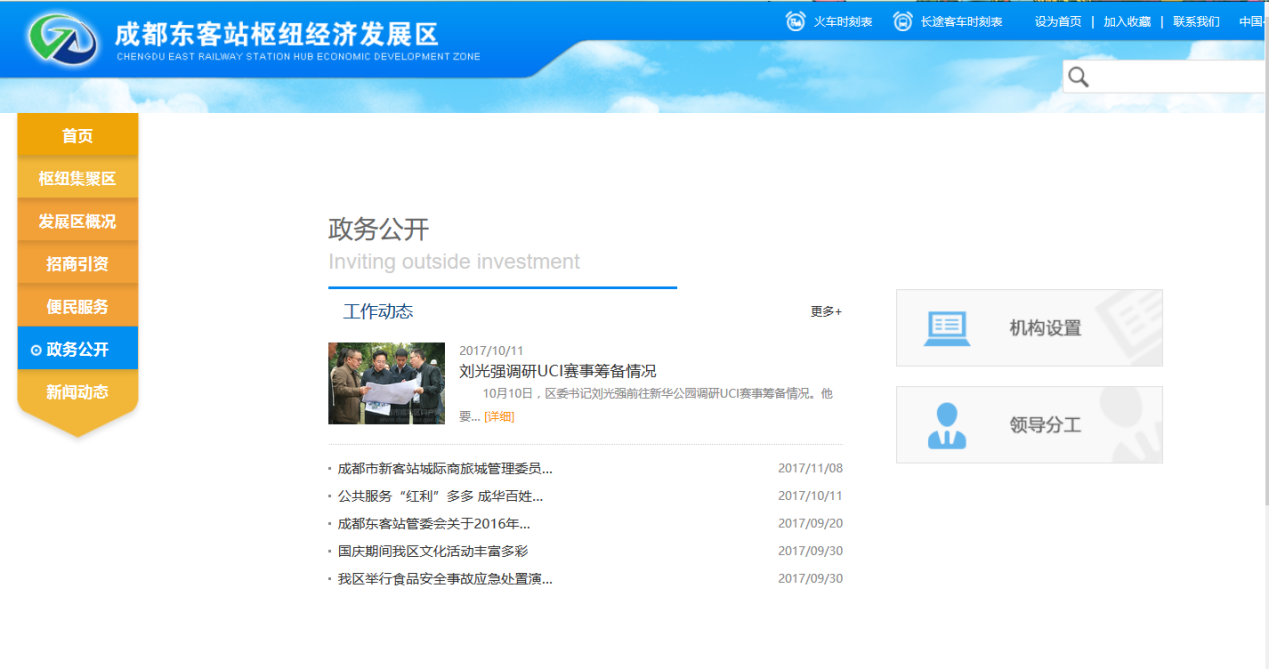 成都东客站枢纽经济发展区
CHENGDU EAST RAILWAY STATION HUB ECONOMIC DEVELOPMENT ZONE
火车时刻表 长途客车时刻表 设为首页 | 加入收藏 | 联系我们 中国
首页
枢纽集聚区
发展区概况
招商引资
便民服务
政务公开
新闻动态
政务公开
Inviting outside investment
工作动态 更多+
2017/10/11
刘光强调研UCI赛事筹备情况
10月10日，区委书记刘光强前往新华公园调研UCI赛事筹备情况。他
要... [详细]
· 成都市新客站城际商旅城管理委员... 2017/11/08
· 公共服务“红利”多多 成华百姓... 2017/10/11
· 成都东客站管委会关于2016年... 2017/09/20
· 国庆期间我区文化活动丰富多彩 2017/09/30
· 我区举行食品安全事故应急处置演... 2017/09/30
机构设置
领导分工